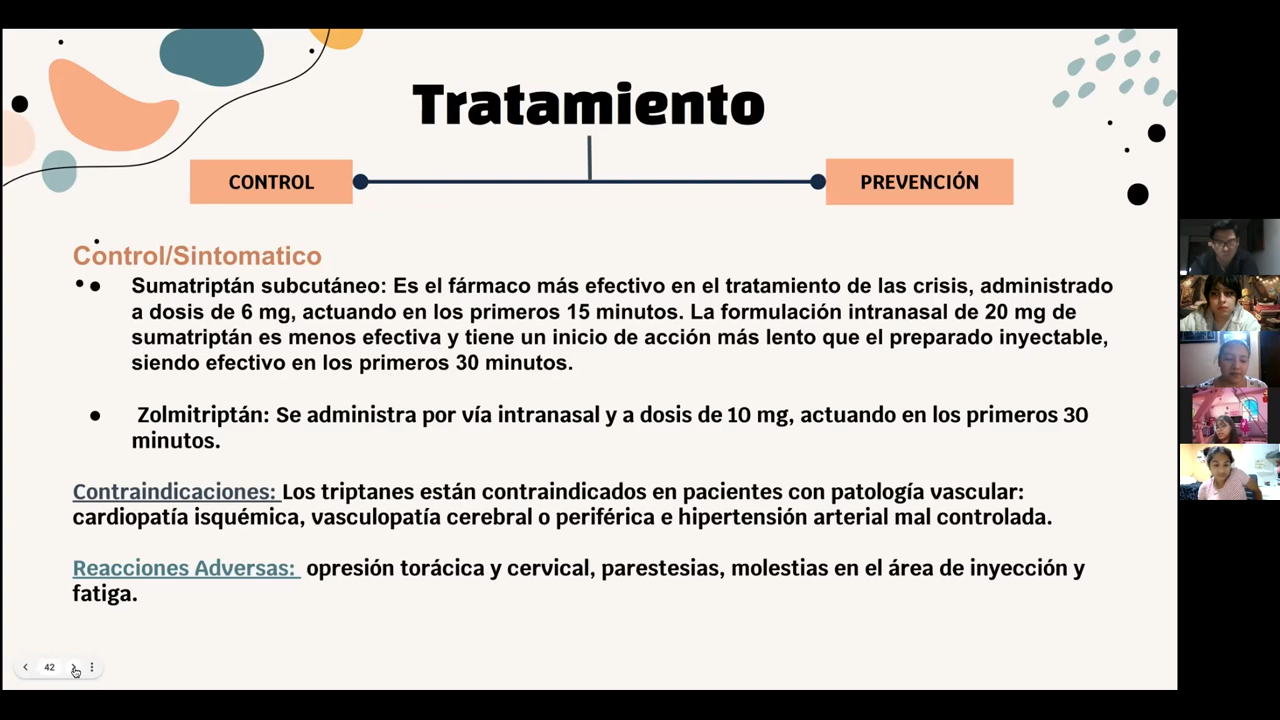 Tratamiento
CONTROL
PREVENCIÓN
Control/Sintomatico
● Sumatriptán subcutáneo: Es el fármaco más efectivo en el tratamiento de las crisis, administrado
a dosis de 6 mg, actuando en los primeros 15 minutos. La formulación intranasal de 20 mg de
sumatriptán es menos efectiva y tiene un inicio de acción más lento que el preparado inyectable,
siendo efectivo en los primeros 30 minutos.
● Zolmitriptán: Se administra por vía intranasal y a dosis de 10 mg, actuando en los primeros 30
minutos.
Contraindicaciones: Los triptanes están contraindicados en pacientes con patología vascular:
cardiopatía isquémica, vasculopatía cerebral o periférica e hipertensión arterial mal controlada.
Reacciones Adversas: opresión torácica y cervical, parestesias, molestias en el área de inyección y
fatiga.
42